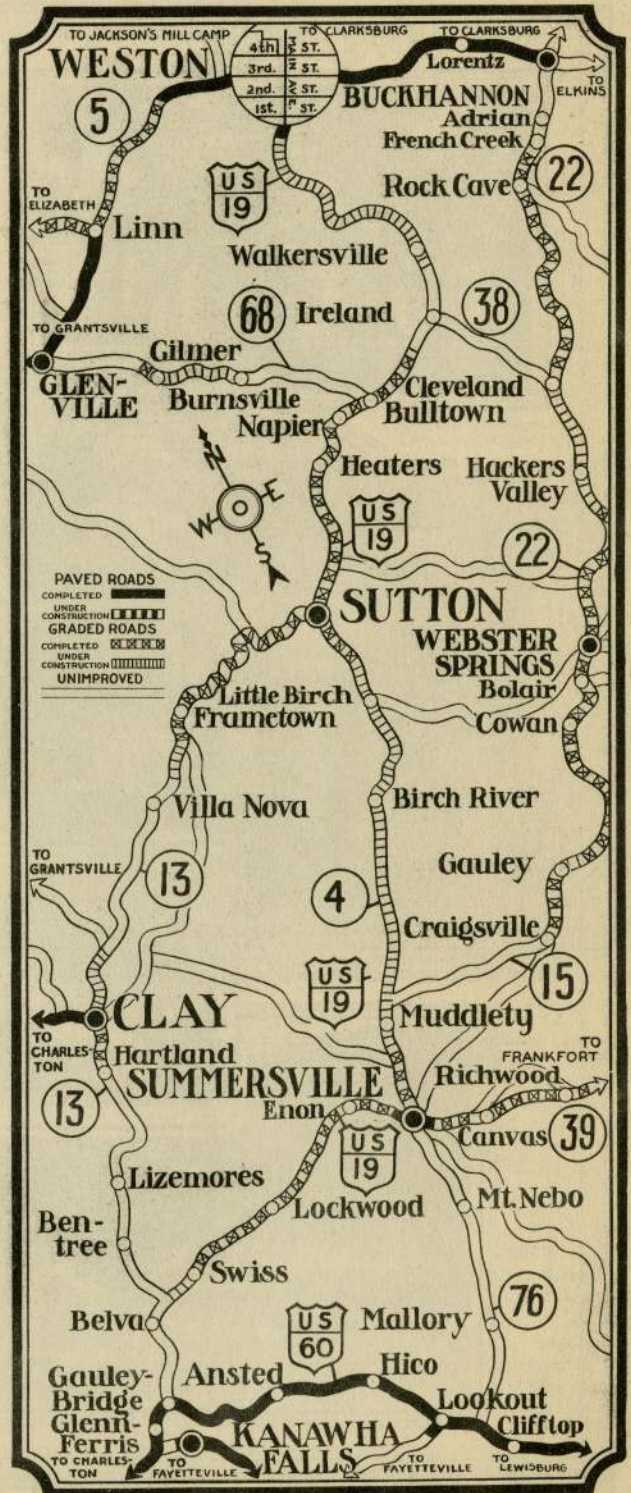 TO JACKSON'S MILL CAMP
TO CLARKSBURG
TO CLARKSBURG
WESTON
4th ST.
3rd. ST.
2nd. ST.
1st. ST.
MAIN AVE.
Lorentz
BUCKHANNON
TO ELKINS
5
Adrian
French Creek
US 19
Rock Cave
22
TO ELIZABETH
Linn
Walkersville
TO GRANTSVILLE
68
Ireland
38
GLEN-
VILLE
Gilmer
Burnsville
Cleveland
Napier
Bulltown
Heaters
Hackers
Valley
N
E
W
S
US 19
22
PAVED ROADS
COMPLETED
UNDER
CONSTRUCTION
GRADED ROADS
COMPLETED
UNDER
CONSTRUCTION
UNIMPROVED
SUTTON
WEBSTER
SPRINGS
Bolair
Little Birch
Frametown
Cowan
Villa Nova
Birch River
TO GRANTSVILLE
13
Gauley
4
Craigsville
US 19
15
CLAY
Muddlety
TO CHARLES-
TON
Hartland
TO FRANKFORT
SUMMERSVILLE
Richwood
13
Enon
Canvas
39
US 19
Lizemores
Lockwood
Mt. Nebo
Ben-
tree
Swiss
76
Belva
US 60
Mallory
Gauley-
Bridge
Ansted
Hico
Glenn-
Ferris
Lookout
KANAWHA
FALLS
Clifftop
TO CHARLES-
TON
TO FAYETTEVILLE
TO FAYETTEVILLE
TO LEWISBURG